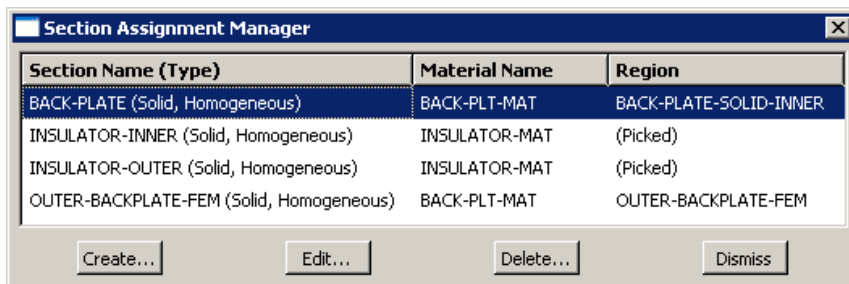 Section Assignment Manager
Section Name (Type) Material Name Region
BACK-PLATE (Solid, Homogeneous) BACK-PLT-MAT BACK-PLATE-SOLID-INNER
INSULATOR-INNER (Solid, Homogeneous) INSULATOR-MAT (Picked)
INSULATOR-OUTER (Solid, Homogeneous) INSULATOR-MAT (Picked)
OUTER-BACKPLATE-FEM (Solid, Homogeneous) BACK-PLT-MAT OUTER-BACKPLATE-FEM
Create... Edit... Delete... Dismiss